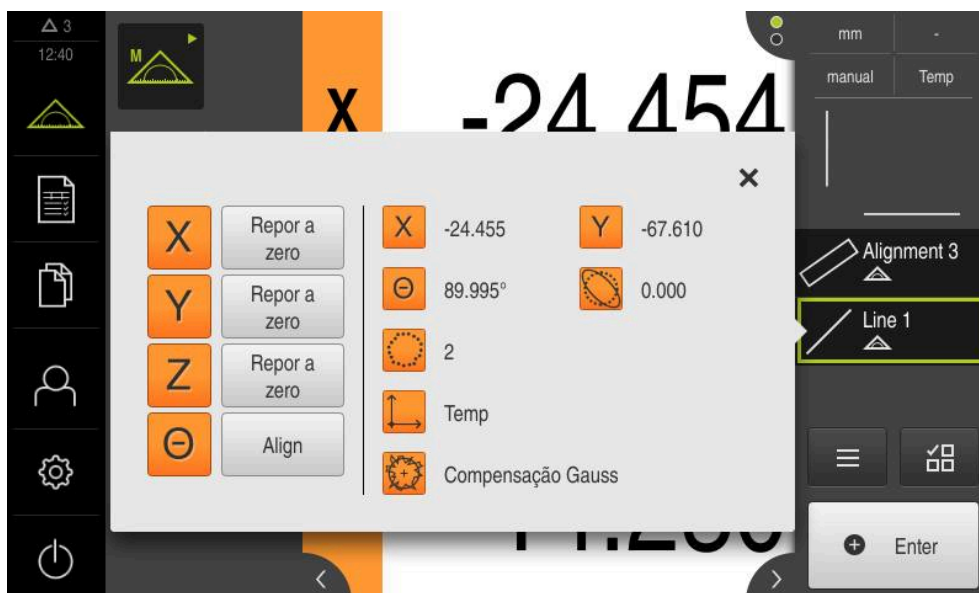 3
12:40
M
X
-24.454
mm
-
manual
Temp
X
Repor a
zero
Y
Repor a
zero
Z
Repor a
zero
Θ
Align
X
-24.455
Y
-67.610
Θ
89.995°
0.000
2
Temp
Compensação Gauss
Alignment 3
Line 1
Enter